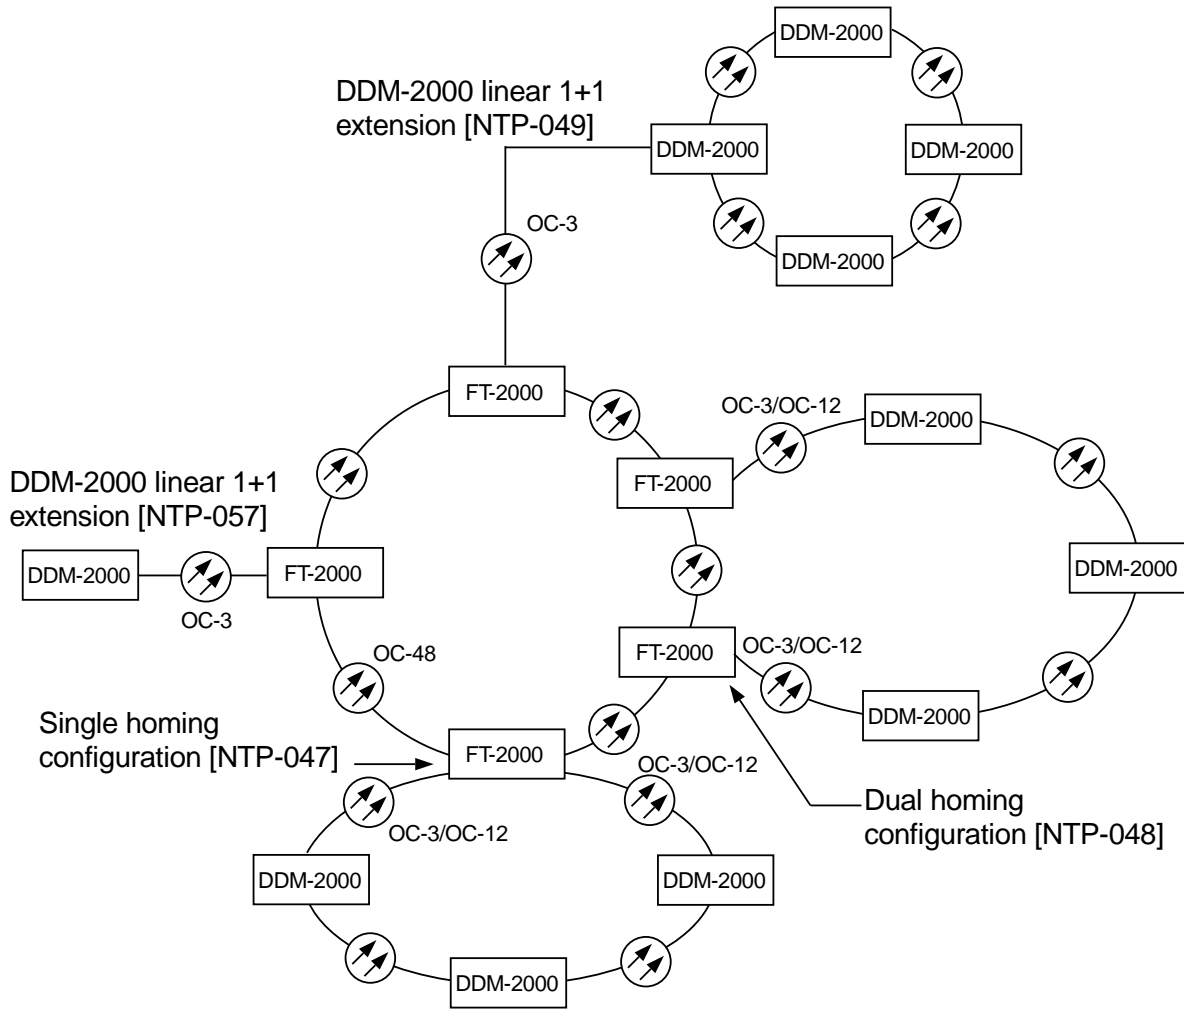 DDM-2000
DDM-2000 linear 1+1
extension [NTP-049]
DDM-2000
DDM-2000
OC-3
DDM-2000
FT-2000
OC-3/OC-12
DDM-2000
DDM-2000 linear 1+1
extension [NTP-057]
FT-2000
DDM-2000
FT-2000
DDM-2000
OC-3
OC-48
FT-2000
OC-3/OC-12
Single homing
configuration [NTP-047]
DDM-2000
FT-2000
OC-3/OC-12
OC-3/OC-12
Dual homing
configuration [NTP-048]
DDM-2000
DDM-2000
DDM-2000